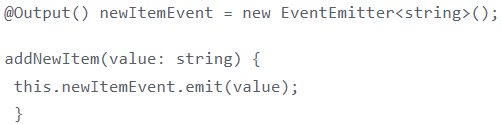 @Output() newItemEvent = new EventEmitter<string>();
addNewItem(value: string) {
this.newItemEvent.emit(value);
}